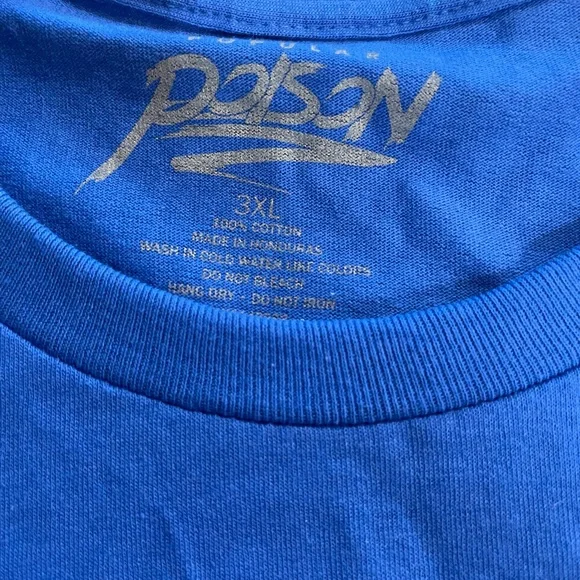 POPULAR
POISON
3XL
100% COTTON
MADE IN HONDURAS
WASH IN COLD WATER LIKE COLORS
DO NOT BLEACH
HANG DRY - DO NOT IRON